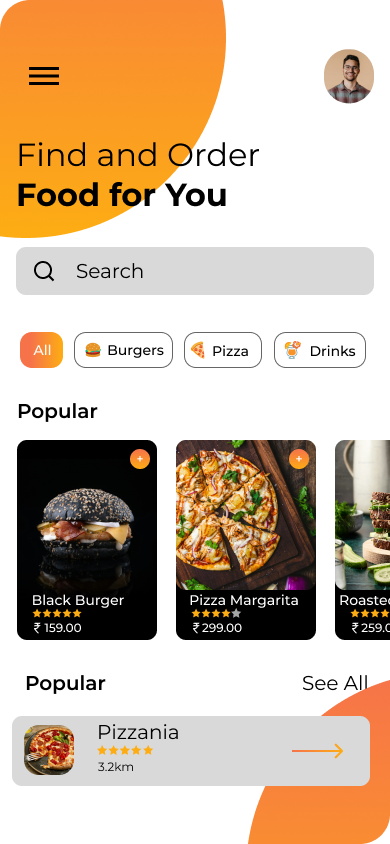 Find and Order
Food for You
Search
All
Burgers
Pizza
Drinks
Popular
+
+
Black Burger
₹ 159.00
Pizza Margarita
₹ 299.00
Roasted
₹ 259.0
Popular
See All
Pizzania
3.2km